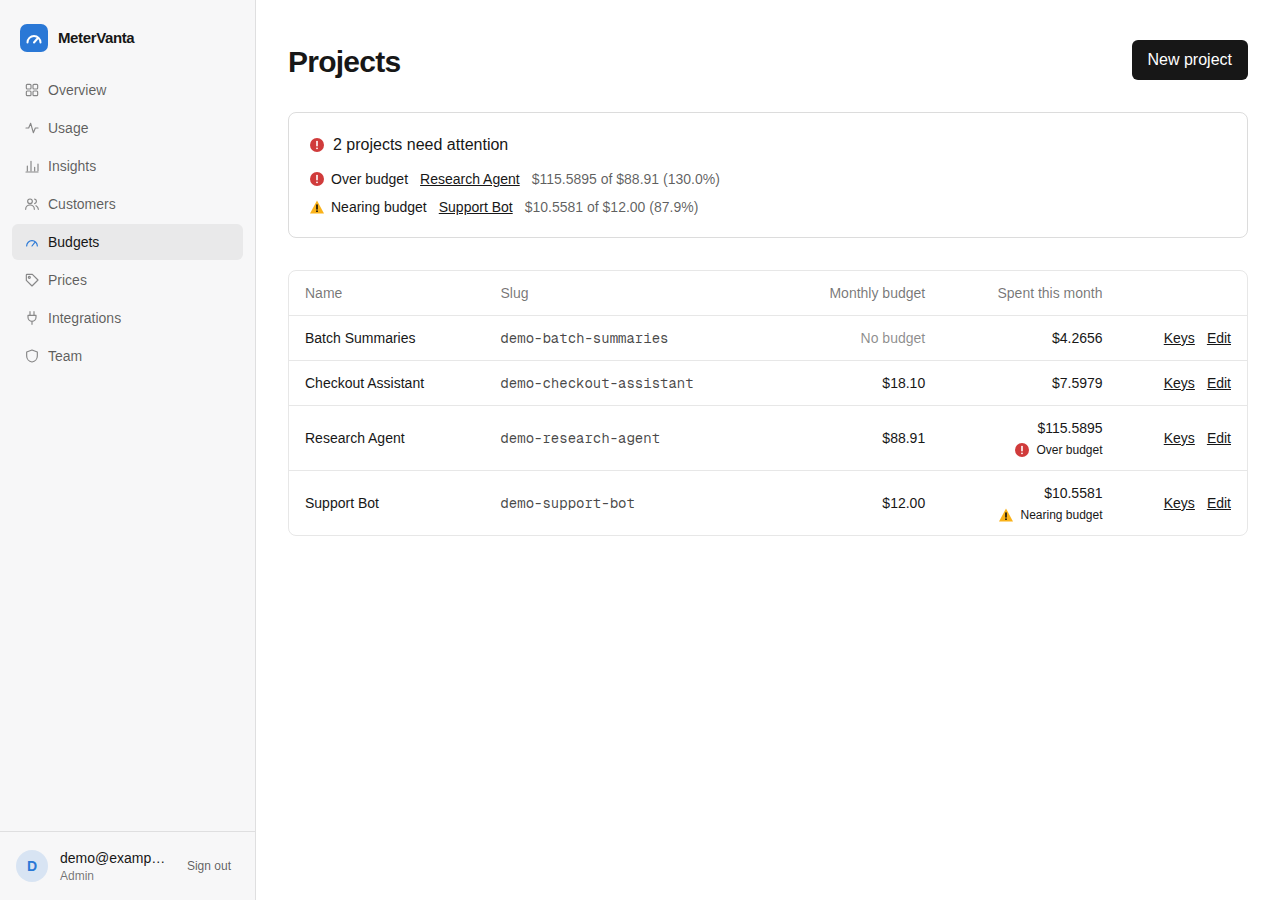 MeterVanta
Overview
Usage
Insights
Customers
Budgets
Prices
Integrations
Team
D
demo@examp…
Admin
Sign out
Projects
New project
2 projects need attention
Over budget Research Agent $115.5895 of $88.91 (130.0%)
Nearing budget Support Bot $10.5581 of $12.00 (87.9%)
Name Slug Monthly budget Spent this month
Batch Summaries demo-batch-summaries No budget $4.2656 Keys Edit
Checkout Assistant demo-checkout-assistant $18.10 $7.5979 Keys Edit
Research Agent demo-research-agent $88.91 $115.5895 Keys Edit
Over budget
Support Bot demo-support-bot $12.00 $10.5581 Keys Edit
Nearing budget